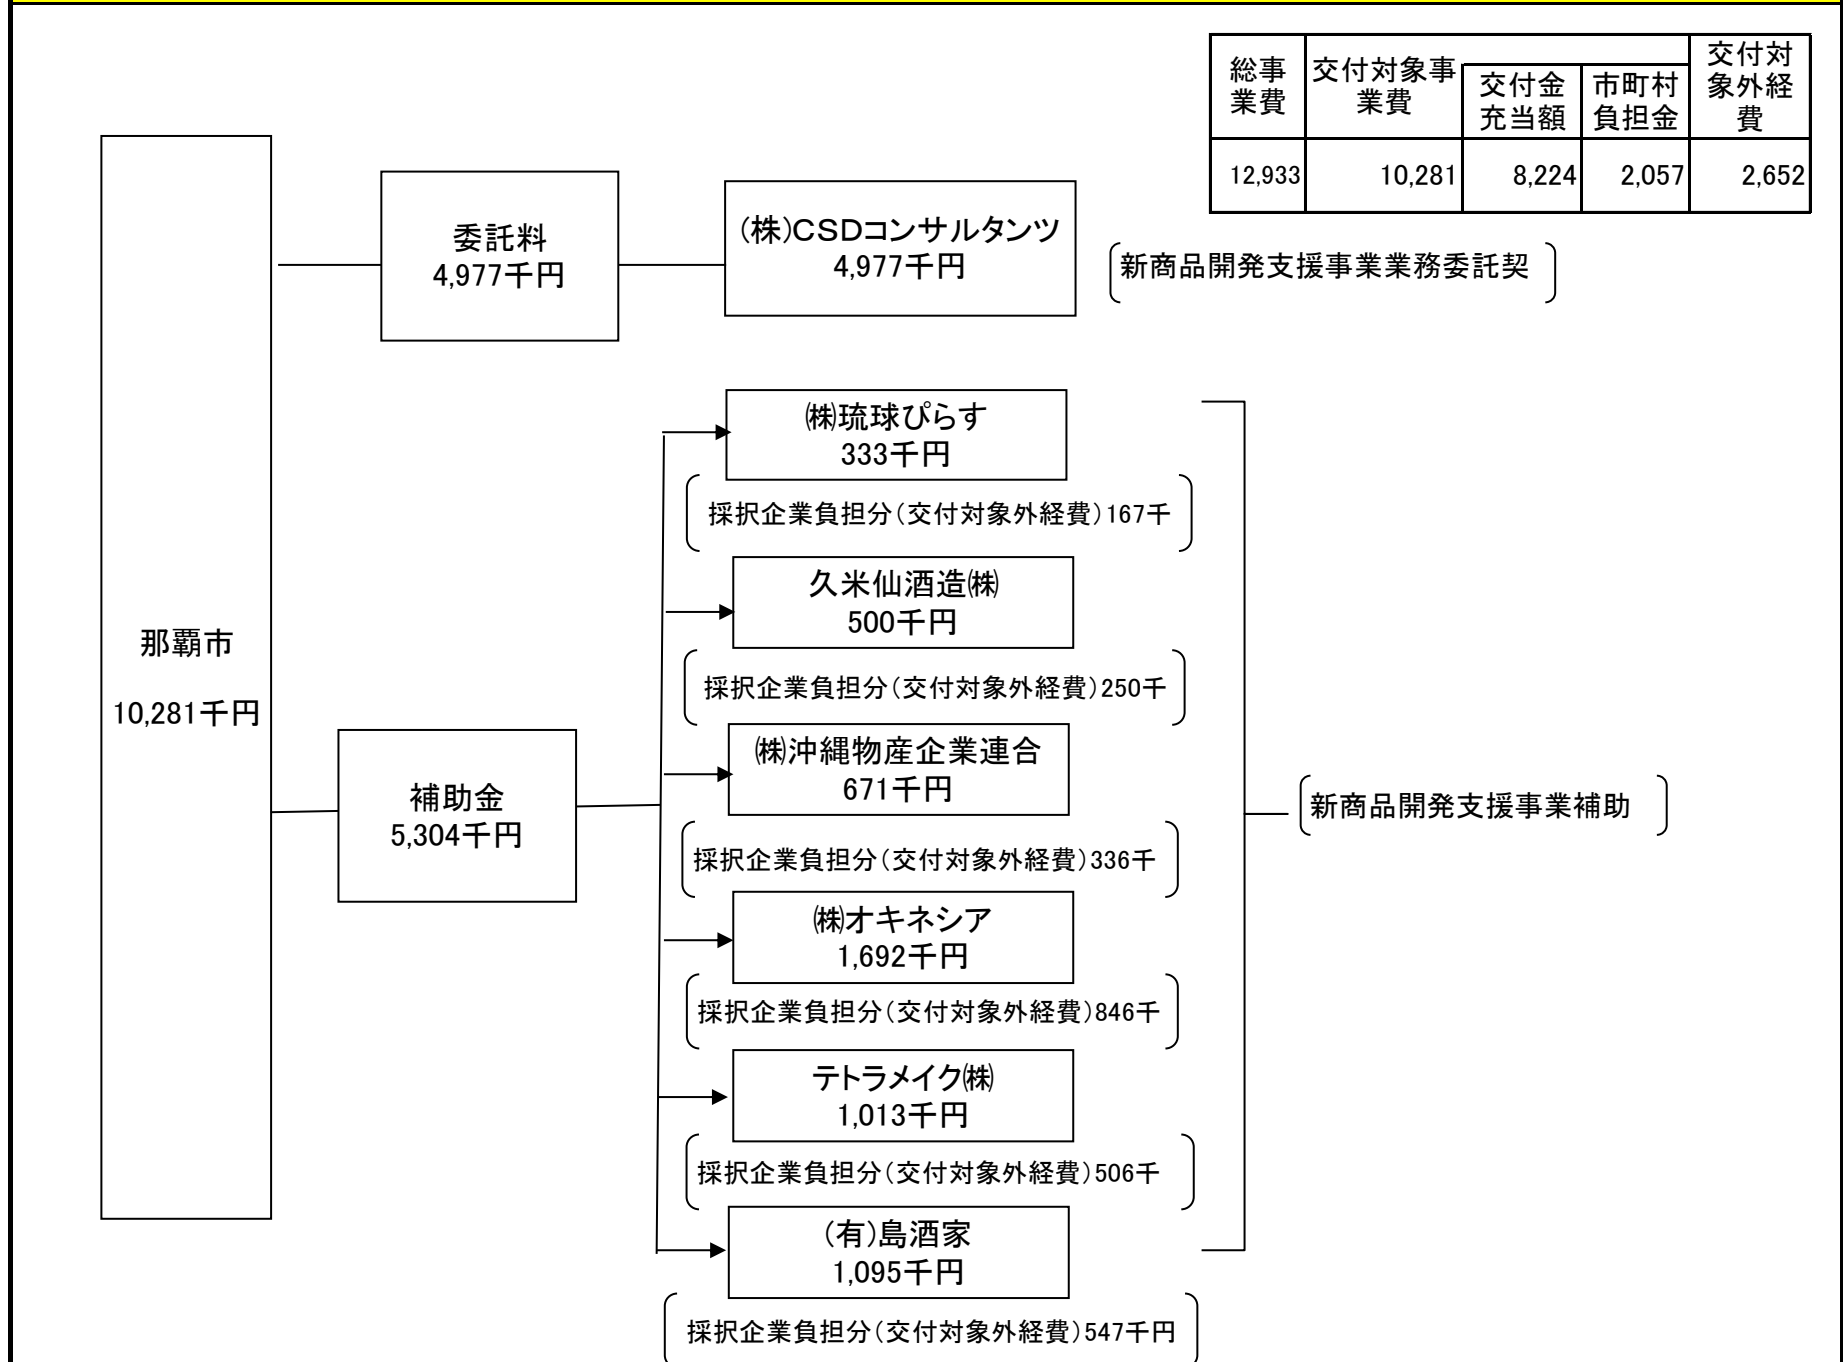 総事
業費
交付対象事
業費
交付金
充当額
市町村
負担金
交付対
象外経
費
12,933
10,281
8,224
2,057
2,652
委託料
4,977千円
(株)CSDコンサルタンツ
4,977千円
新商品開発支援事業業務委託契
㈱琉球ぴらす
333千円
採択企業負担分(交付対象外経費)167千
久米仙酒造㈱
500千円
採択企業負担分(交付対象外経費)250千
那覇市
10,281千円
補助金
5,304千円
㈱沖縄物産企業連合
671千円
採択企業負担分(交付対象外経費)336千
新商品開発支援事業補助
㈱オキネシア
1,692千円
採択企業負担分(交付対象外経費)846千
テトラメイク㈱
1,013千円
採択企業負担分(交付対象外経費)506千
(有)島酒家
1,095千円
採択企業負担分(交付対象外経費)547千円